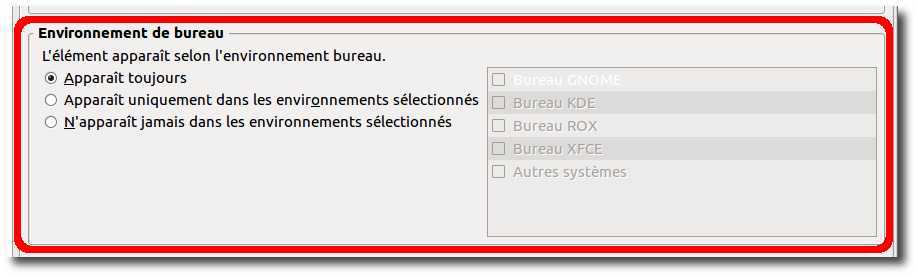 Environnement de bureau
L'élément apparaît selon l'environnement bureau.
Apparaît toujours
Apparaît uniquement dans les environnements sélectionnés
N'apparaît jamais dans les environnements sélectionnés
Bureau GNOME
Bureau KDE
Bureau ROX
Bureau XFCE
Autres systèmes